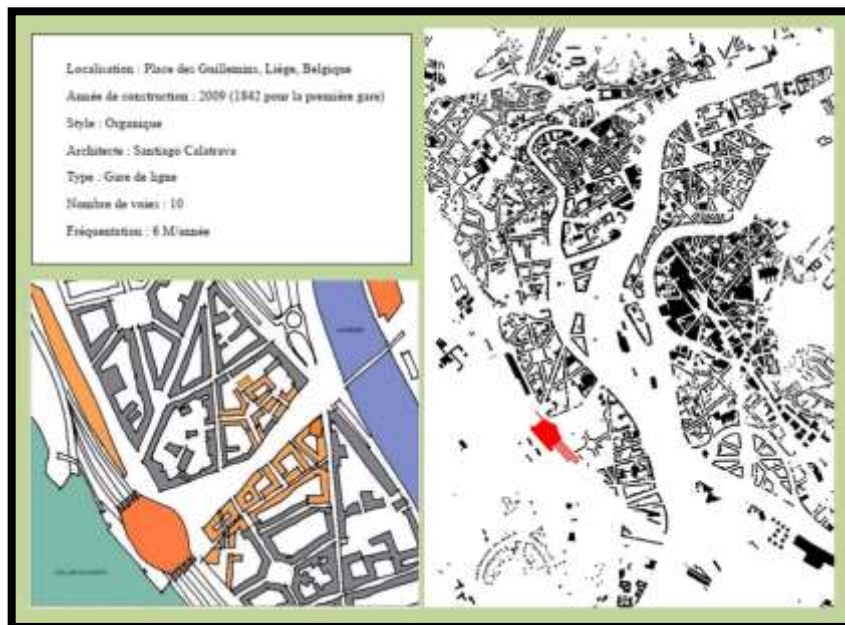 Localisation : Place des Guillemins, Liège, Belgique
Année de construction : 2009 (1842 pour la première gare)
Style : Organique
Architecte : Santiago Calatrava
Type : Gare de ligne
Nombre de voies : 10
Fréquentation : 6 M/année